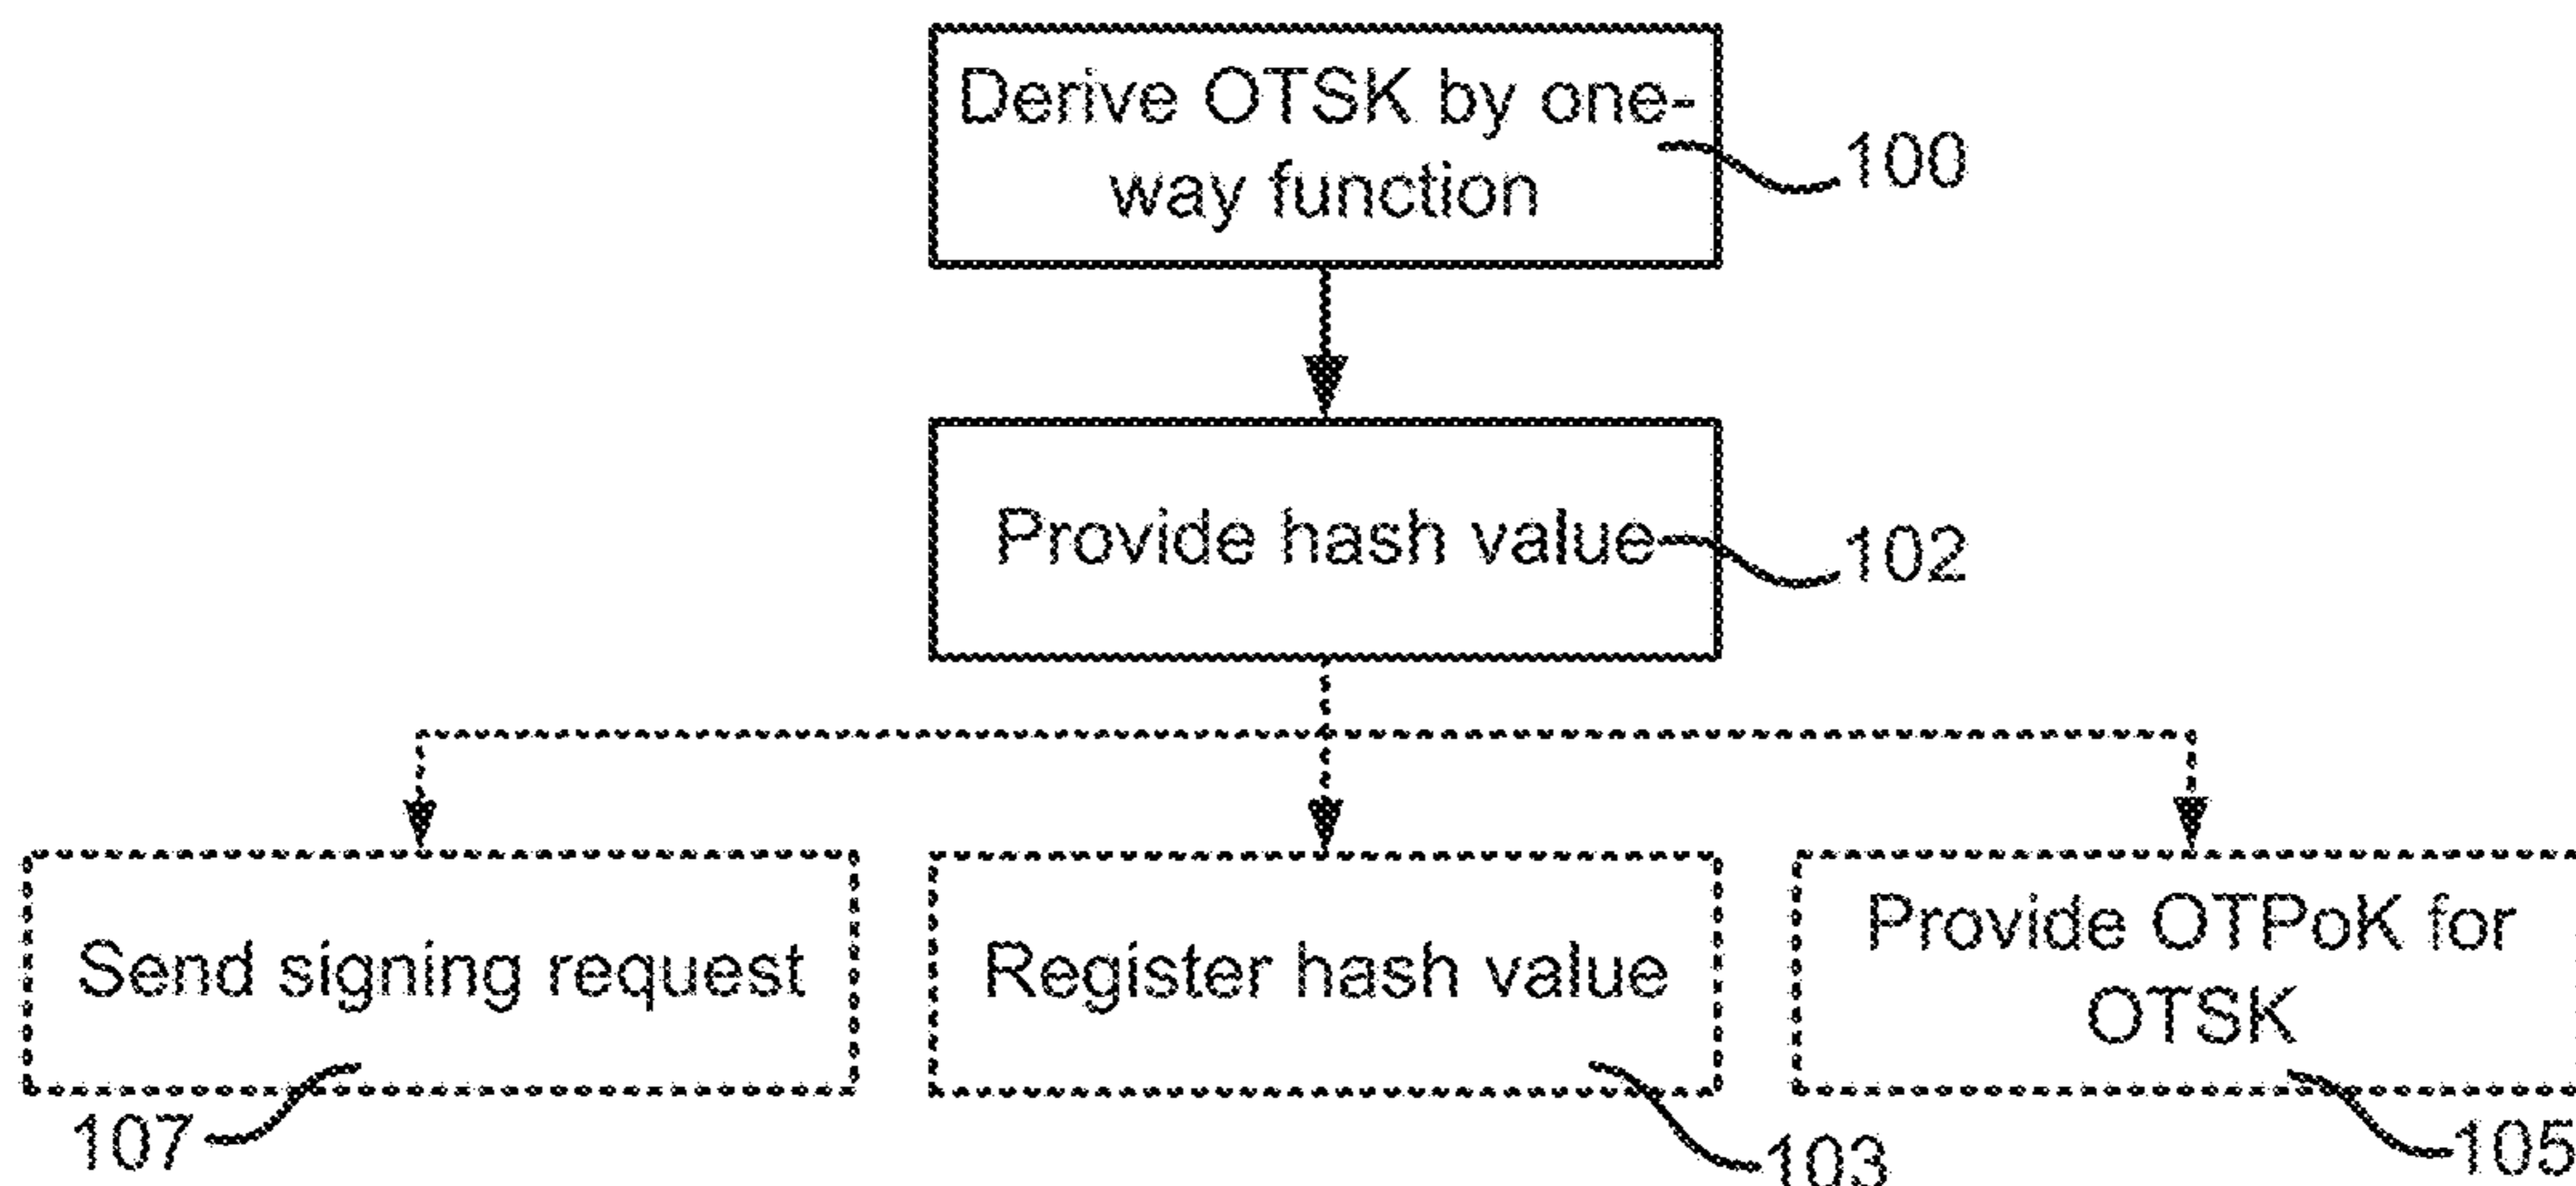 Derive OTSK by one-
way function
100
Provide hash value
102
Send signing request
Register hash value
Provide OTPoK for
OTSK
107
103
105